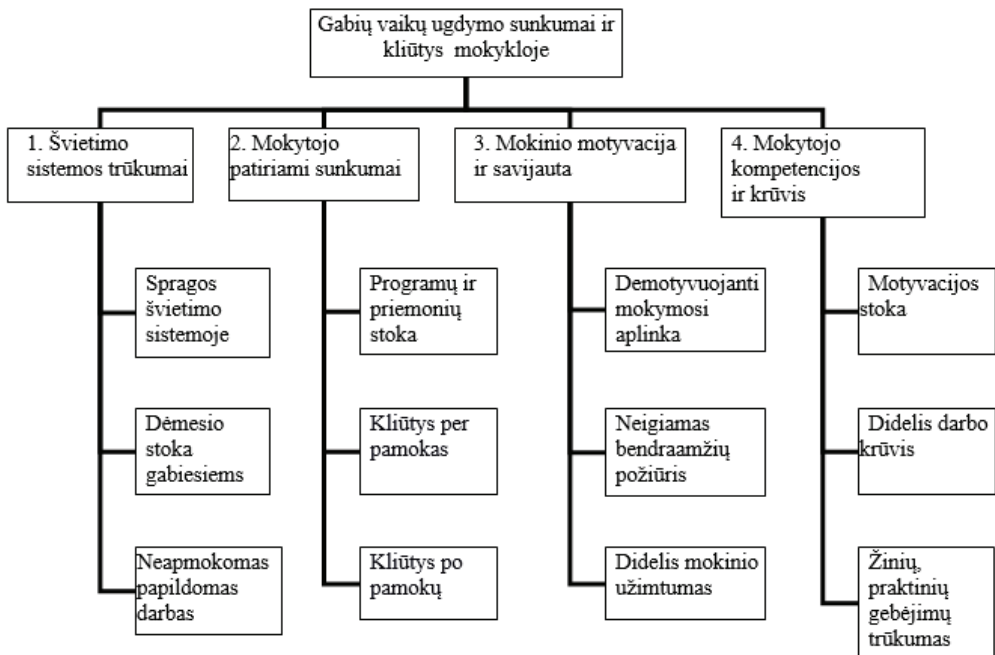 Gabių vaikų ugdymo sunkumai ir
kliūtys mokykloje
1. Švietimo
sistemos trūkumai
2. Mokytojo
patiriami sunkumai
3. Mokinio motyvacija
ir savijauta
4. Mokytojo
kompetencijos
ir krūvis
Spragos
švietimo
sistemoje
Programų ir
priemonių
stoka
Demotyvuojanti
mokymosi
aplinka
Motyvacijos
stoka
Dėmesio
stoka
gabiesiems
Kliūtys per
pamokas
Neigiamas
bendraamžių
požiūris
Didelis darbo
krūvis
Neapmokomas
papildomas
darbas
Kliūtys po
pamokų
Didelis mokinio
užimtumas
Žinių,
praktinių
gebėjimų
trūkumas